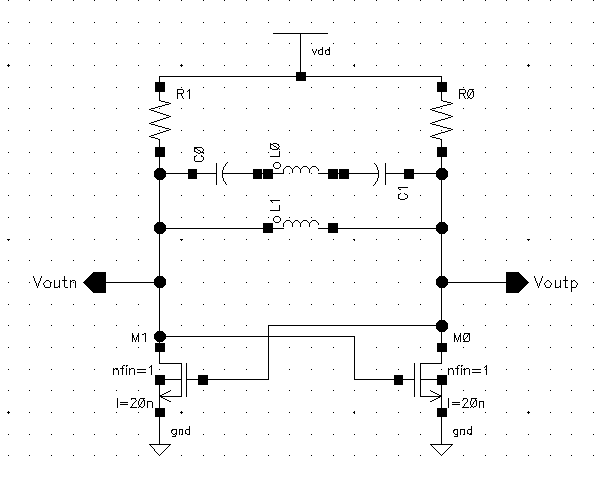 vdd
R1
RØ
CØ
LØ
C1
L1
Voutn
Voutp
M1
MØ
nfin=1
nfin=1
l=2Øn
l=2Øn
gnd
gnd